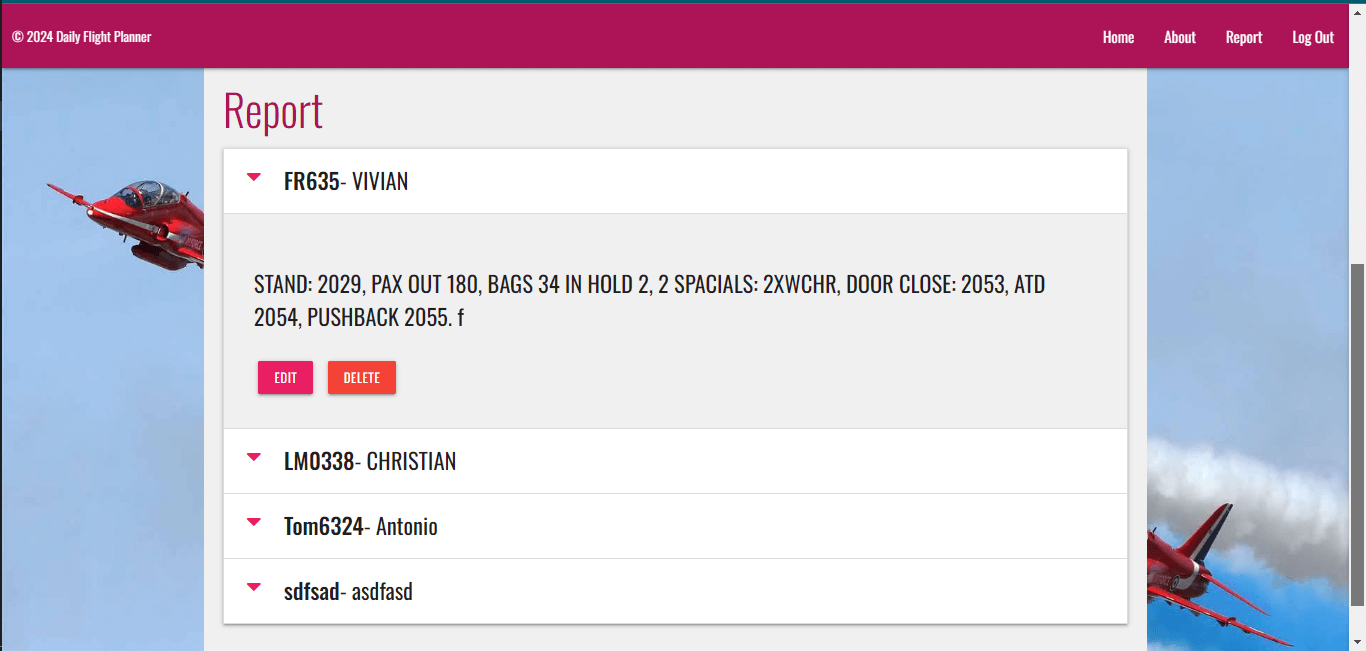 © 2024 Daily Flight Planner
Home
About
Report
Log Out
Report
FR635- VIVIAN
STAND: 2029, PAX OUT 180, BAGS 34 IN HOLD 2, 2 SPACIALS: 2XWCHR, DOOR CLOSE: 2053, ATD
2054, PUSHBACK 2055. f
EDIT
DELETE
LM0338- CHRISTIAN
Tom6324- Antonio
sdfsad- asdfasd